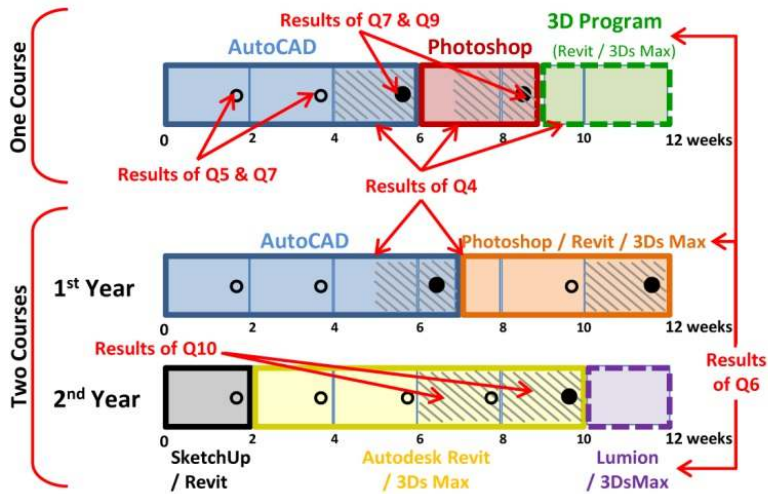 One Course
AutoCAD
Results of Q7 & Q9
Photoshop
3D Program
(Revit / 3Ds Max)
0 2 4 6 8 10 12 weeks
Results of Q5 & Q7
Results of Q4
Two Courses
AutoCAD
Photoshop / Revit / 3Ds Max
1st Year
0 2 4 6 8 10 12 weeks
Results of Q10
Results
of Q6
2nd Year
0 2 4 6 8 10 12 weeks
SketchUp
/ Revit
Autodesk Revit
/ 3Ds Max
Lumion
/ 3DsMax